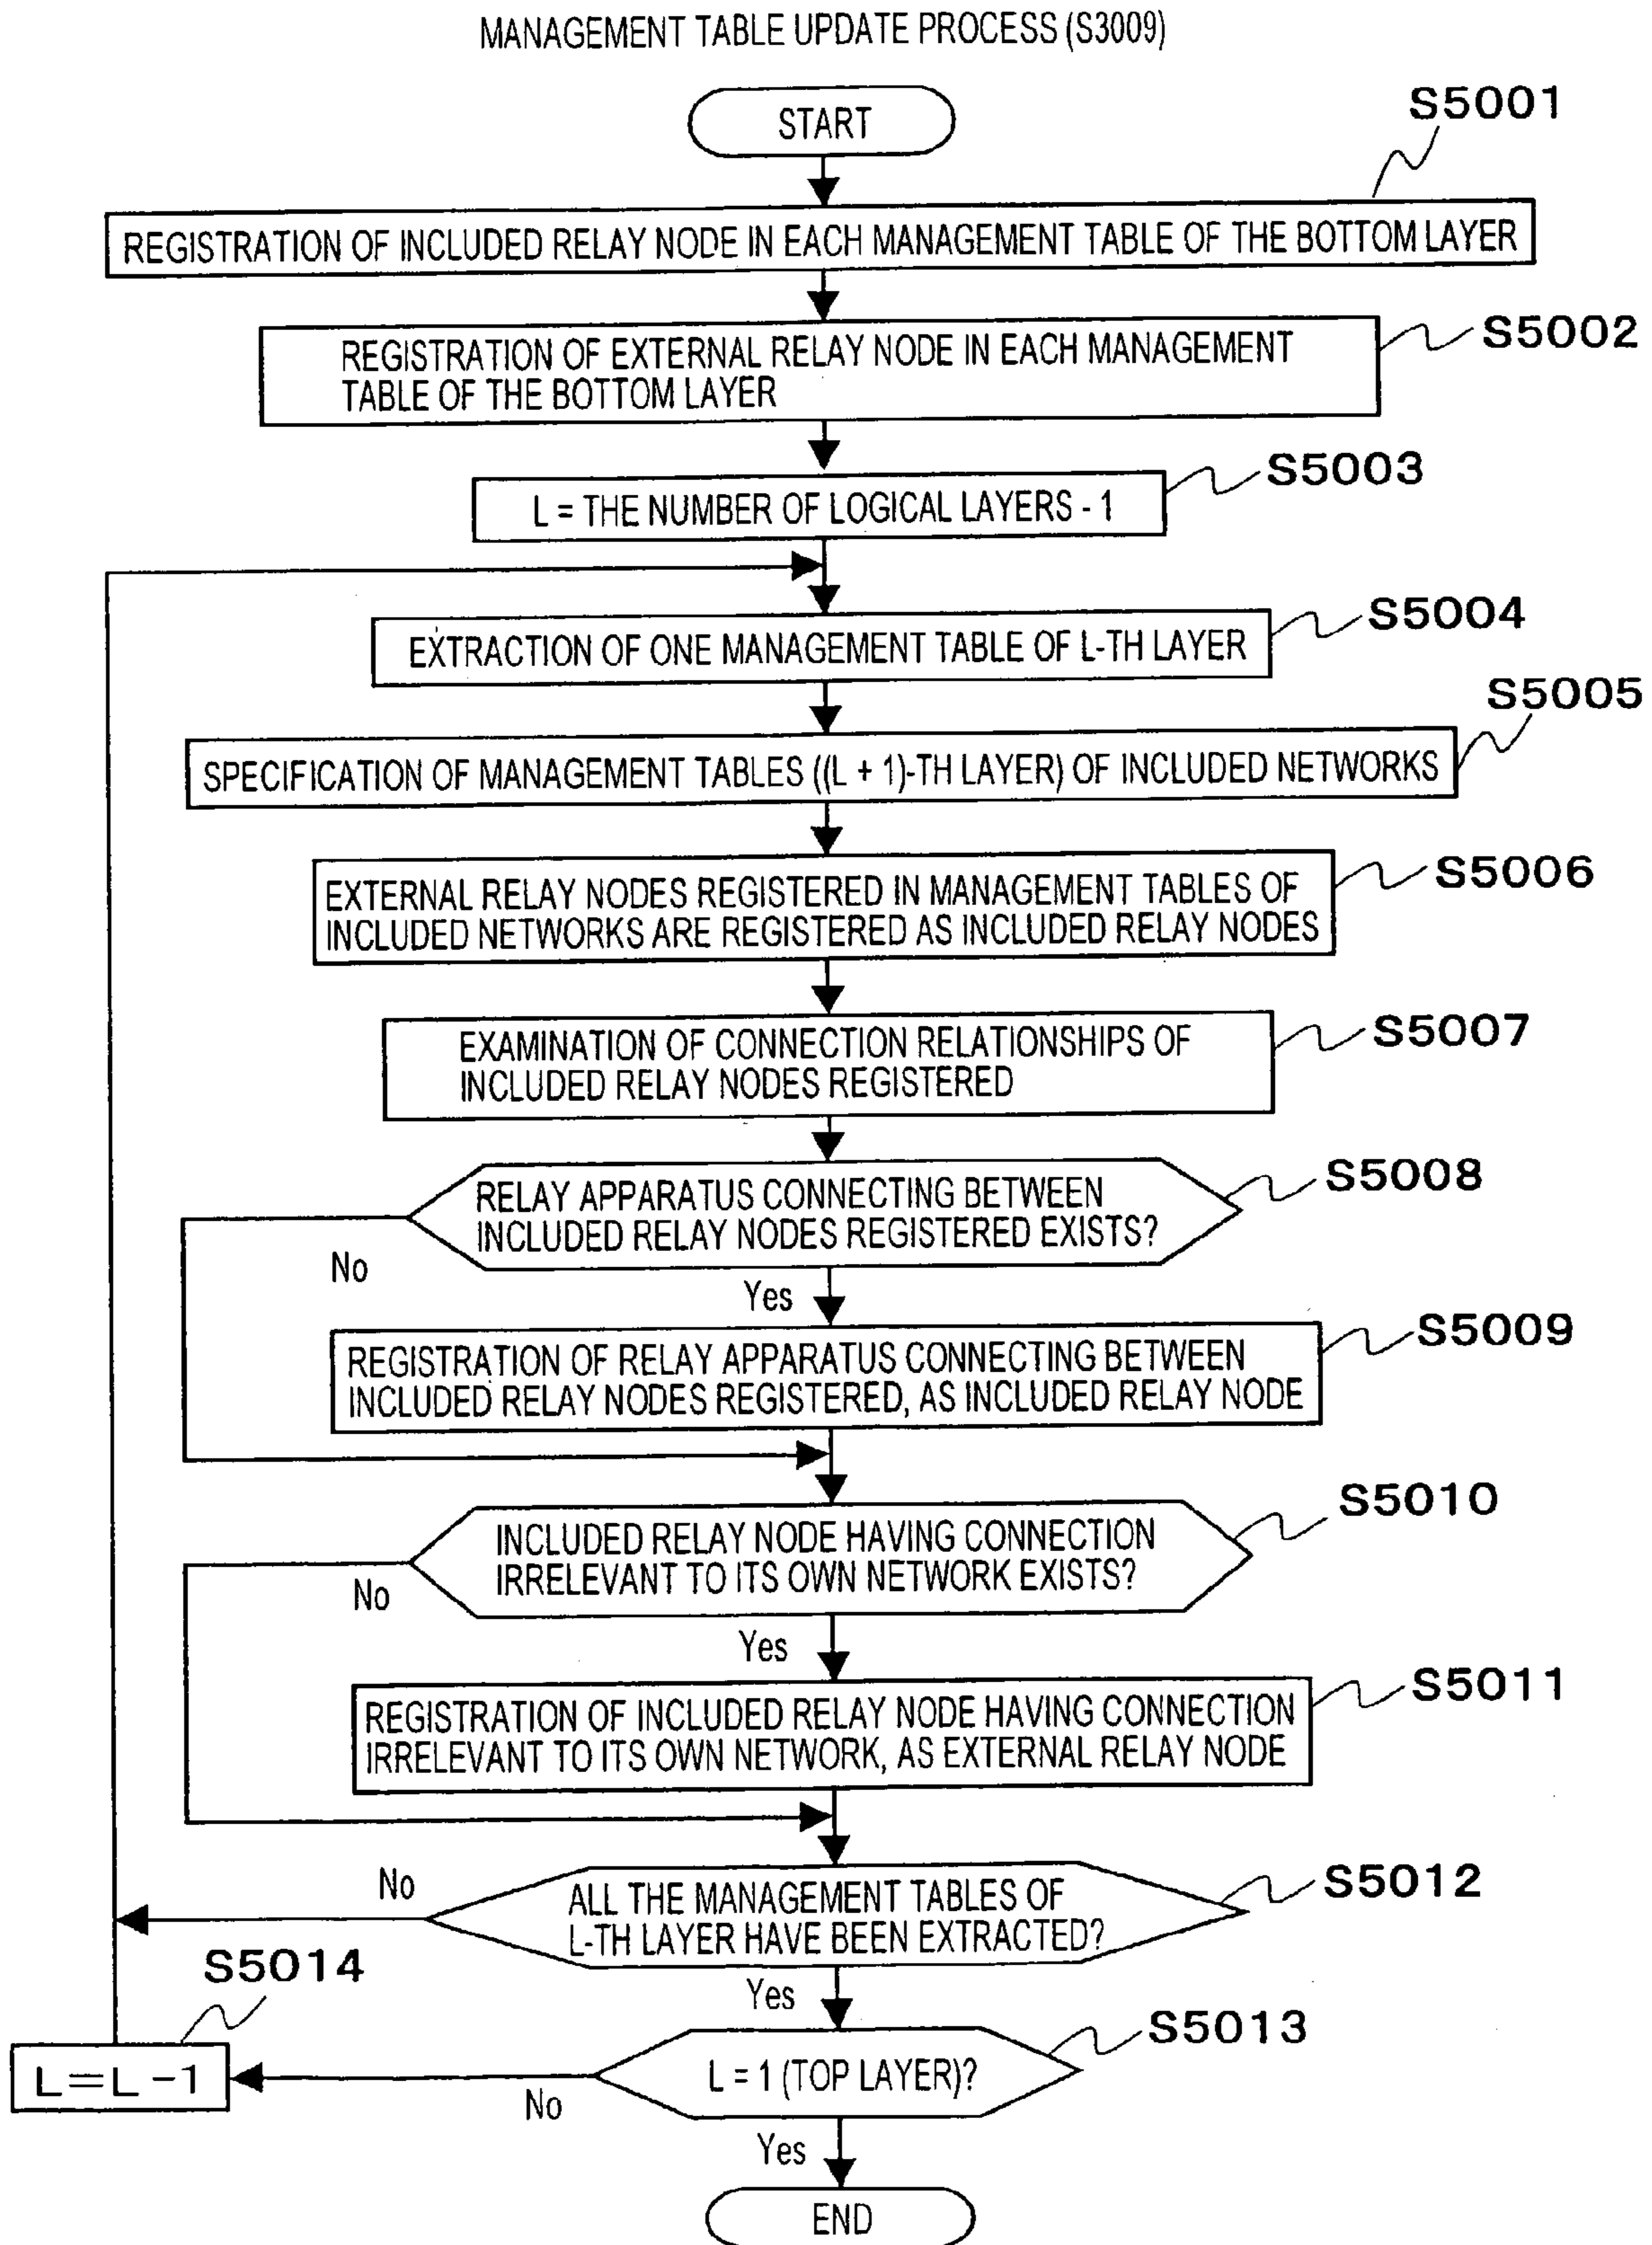 MANAGEMENT TABLE UPDATE PROCESS (S3009)
START
S5001
REGISTRATION OF INCLUDED RELAY NODE IN EACH MANAGEMENT TABLE OF THE BOTTOM LAYER
S5002
REGISTRATION OF EXTERNAL RELAY NODE IN EACH MANAGEMENT
TABLE OF THE BOTTOM LAYER
S5003
L = THE NUMBER OF LOGICAL LAYERS - 1
S5004
EXTRACTION OF ONE MANAGEMENT TABLE OF L-TH LAYER
S5005
SPECIFICATION OF MANAGEMENT TABLES ((L + 1)-TH LAYER) OF INCLUDED NETWORKS
S5006
EXTERNAL RELAY NODES REGISTERED IN MANAGEMENT TABLES OF
INCLUDED NETWORKS ARE REGISTERED AS INCLUDED RELAY NODES
S5007
EXAMINATION OF CONNECTION RELATIONSHIPS OF
INCLUDED RELAY NODES REGISTERED
S5008
RELAY APPARATUS CONNECTING BETWEEN
INCLUDED RELAY NODES REGISTERED EXISTS?
No
Yes
S5009
REGISTRATION OF RELAY APPARATUS CONNECTING BETWEEN
INCLUDED RELAY NODES REGISTERED, AS INCLUDED RELAY NODE
S5010
INCLUDED RELAY NODE HAVING CONNECTION
IRRELEVANT TO ITS OWN NETWORK EXISTS?
No
Yes
S5011
REGISTRATION OF INCLUDED RELAY NODE HAVING CONNECTION
IRRELEVANT TO ITS OWN NETWORK, AS EXTERNAL RELAY NODE
No
S5012
ALL THE MANAGEMENT TABLES OF
L-TH LAYER HAVE BEEN EXTRACTED?
S5014
Yes
S5013
L = 1 (TOP LAYER)?
L=L-1
No
Yes
END